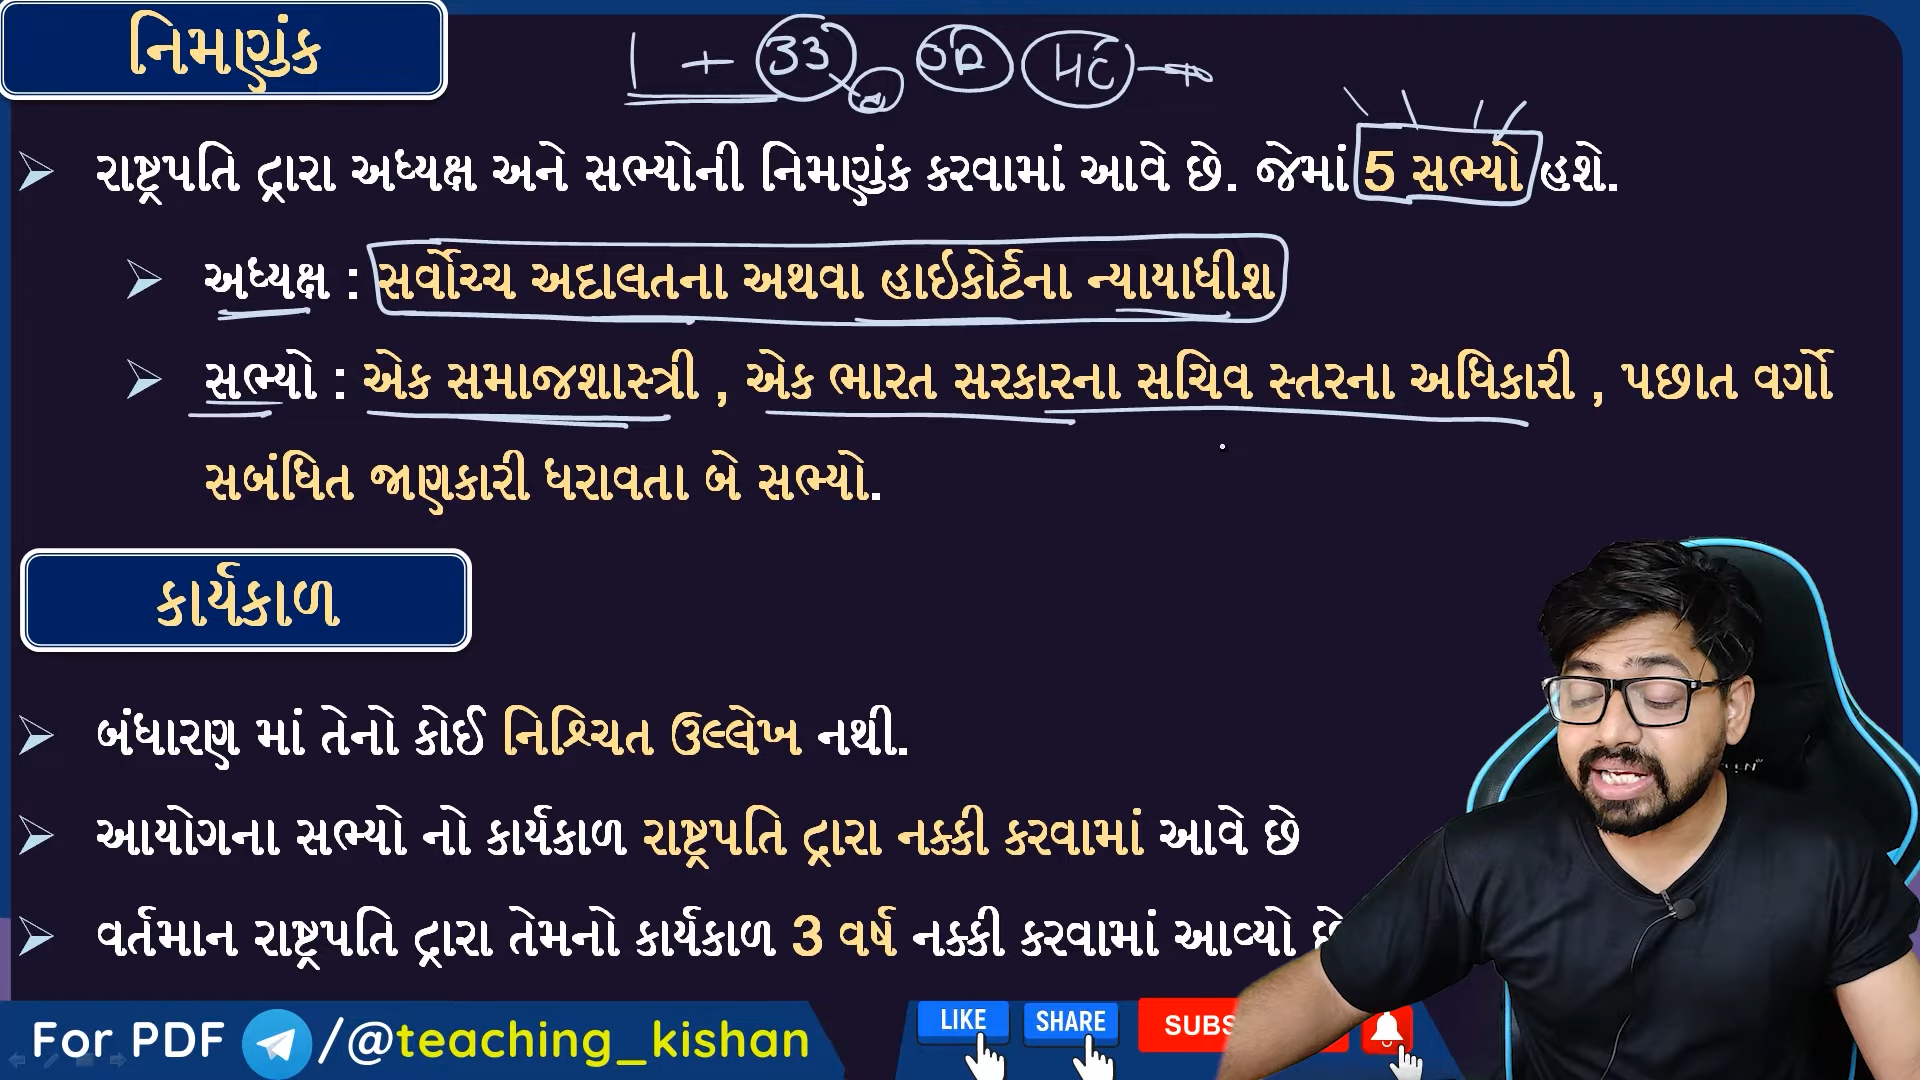 નિમણુંક
1 + 33
રાષ્ટ્રપતિ દ્રારા અધ્યક્ષ અને સભ્યોની નિમણુંક કરવામાં આવે છે. જેમાં 5 સભ્યો હશે.
અધ્યક્ષ : સર્વોચ્ચ અદાલતના અથવા હાઇકોર્ટના ન્યાયાધીશ
સભ્યો : એક સમાજશાસ્ત્રી , એક ભારત સરકારના સચિવ સ્તરના અધિકારી , પછાત વર્ગો
સબંધિત જાણકારી ધરાવતા બે સભ્યો.
કાર્યકાળ
બંધારણ માં તેનો કોઈ નિશ્ચિત ઉલ્લેખ નથી.
આયોગના સભ્યો નો કાર્યકાળ રાષ્ટ્રપતિ દ્રારા નક્કી કરવામાં આવે છે
વર્તમાન રાષ્ટ્રપતિ દ્રારા તેમનો કાર્યકાળ 3 વર્ષ નક્કી કરવામાં આવ્યો છે
For PDF /@teaching_kishan LIKE SHARE SUBS